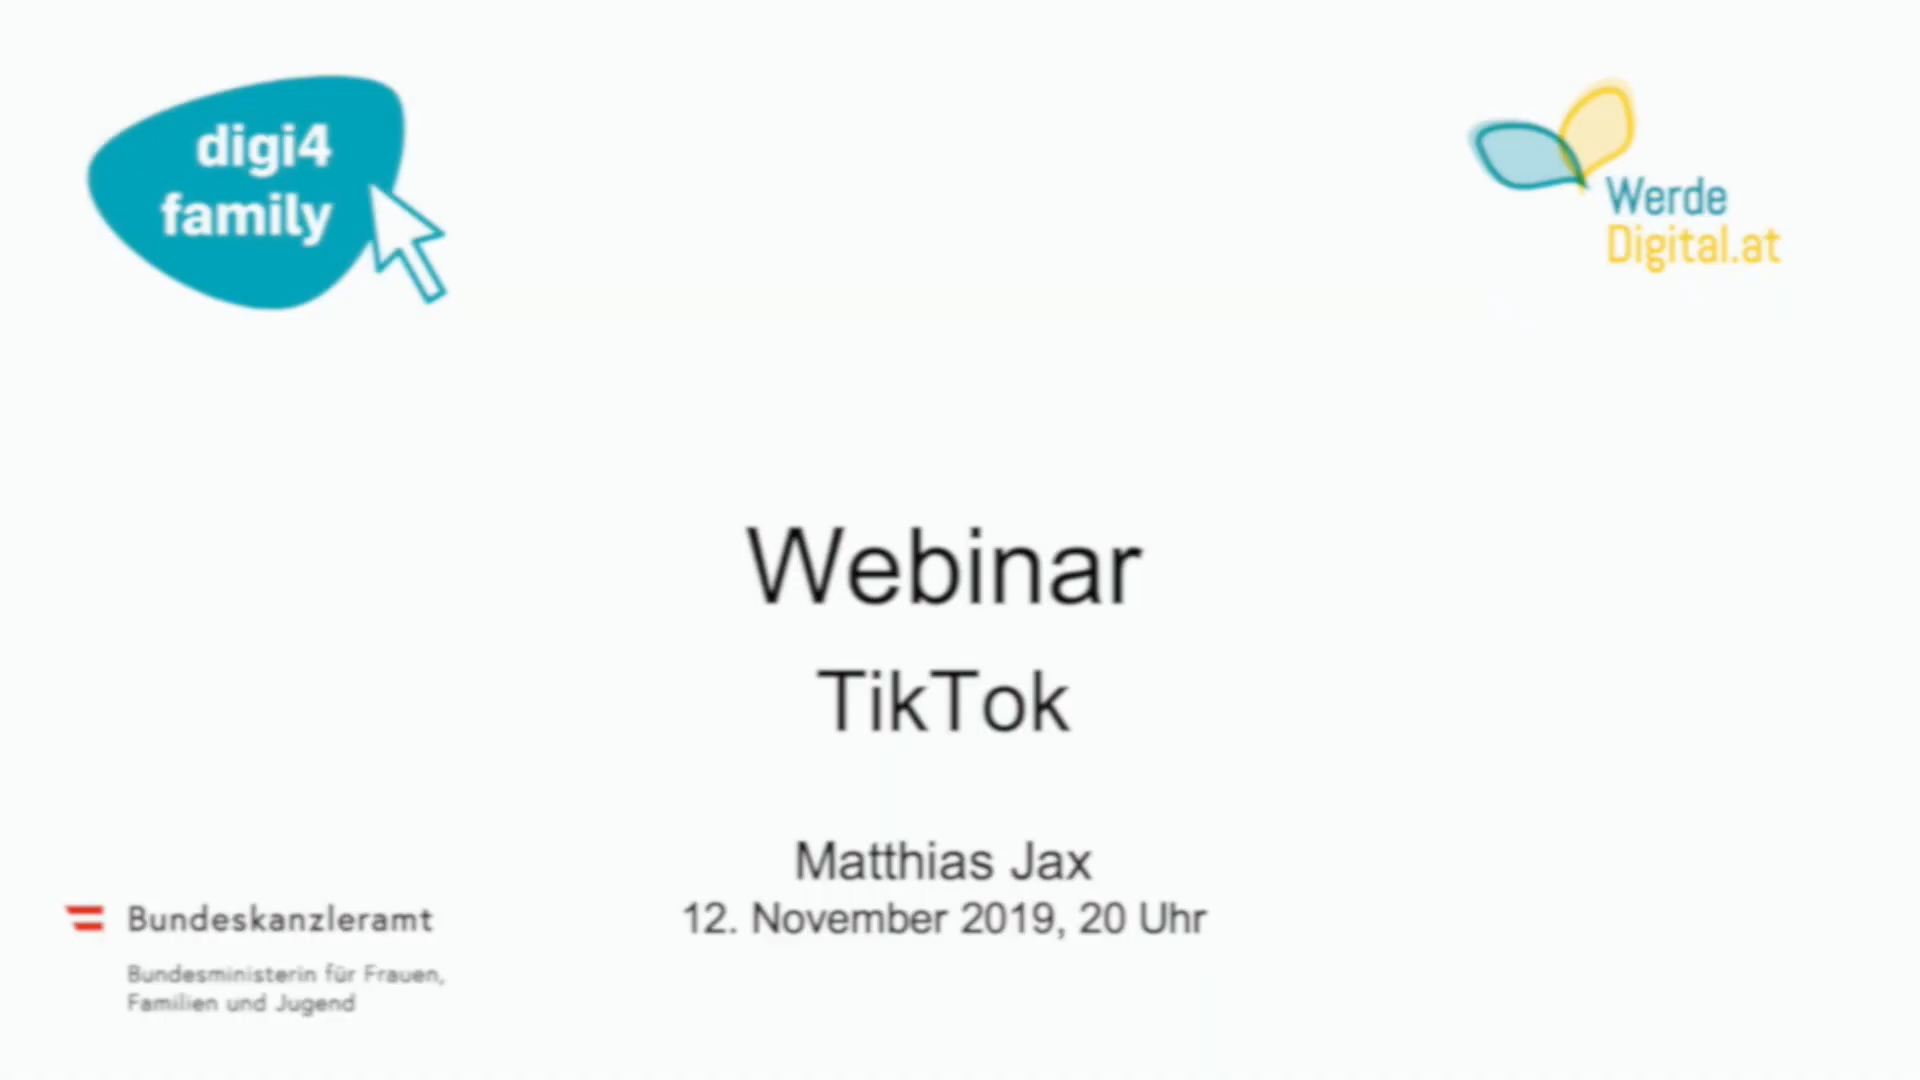 digi4
family
Werde
Digital.at
Webinar
TikTok
Matthias Jax
12. November 2019, 20 Uhr
Bundeskanzleramt
Bundesministerin für Frauen,
Familien und Jugend